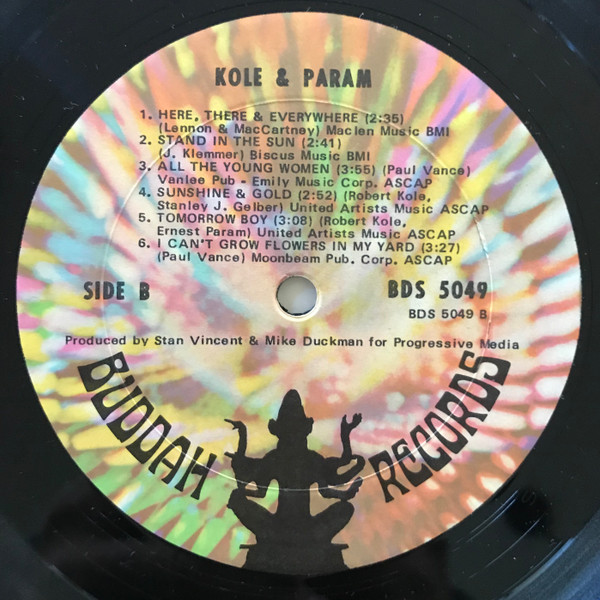 KOLE & PARAM
1. HERE, THERE & EVERYWHERE (2:35)
(Lennon & MacCartney) Maclen Music BMI
2. STAND IN THE SUN (2:41)
(J. Klemmer) Biscus Music BMI
3. ALL THE YOUNG WOMEN (3:55) (Paul Vance)
Vanlee Pub - Emily Music Corp. ASCAP
4. SUNSHINE & GOLD (2:52) (Robert Kole,
Stanley J. Gelber) United Artists Music ASCAP
5. TOMORROW BOY (3:08) (Robert Kole,
Ernest Param) United Artists Music ASCAP
6. I CAN'T GROW FLOWERS IN MY YARD (3:27)
(Paul Vance) Moonbeam Pub. Corp. ASCAP
SIDE B
BDS 5049
BDS 5049 B
Produced by Stan Vincent & Mike Duckman for Progressive Media
BUDDAH RECORDS